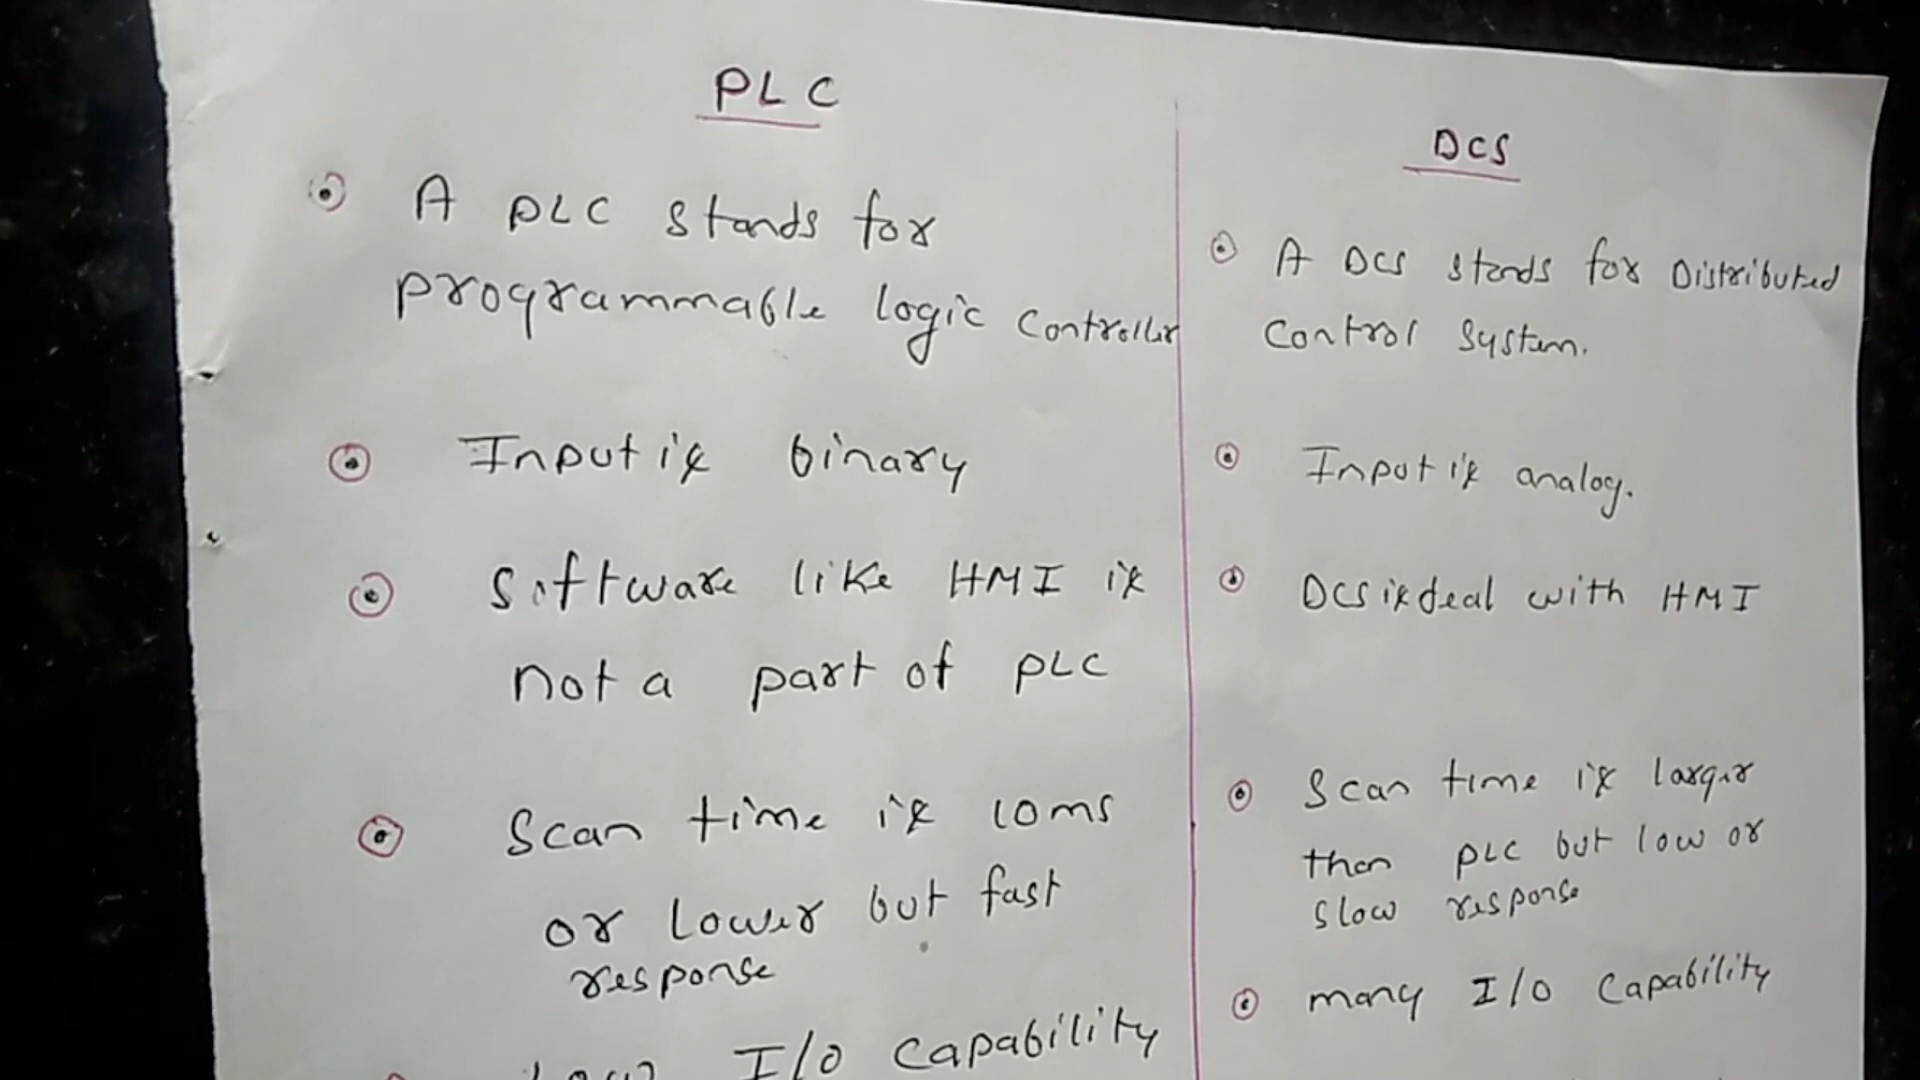 PLC
A PLC stands for
programmable logic controller
Input is binary
Software like HMI is
not a part of PLC
Scan time is 10ms
or Lower but fast
response
I/O capability
DCS
A DCS stands for Distributed
Control System.
Input is analog.
DCS is deal with HMI
Scan time is larger
than PLC but low or
slow response
many I/O capability